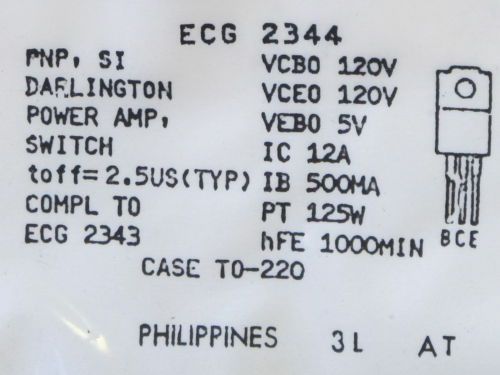 ECG 2344
PNP, SI
DARLINGTON
POWER AMP,
SWITCH
toff= 2.5US(TYP)
COMPL TO
ECG 2343
VCBO 120V
VCEO 120V
VEBO 5V
IC 12A
IB 500MA
PT 125W
hFE 1000MIN
BCE
CASE TO-220
PHILIPPINES 3L AT